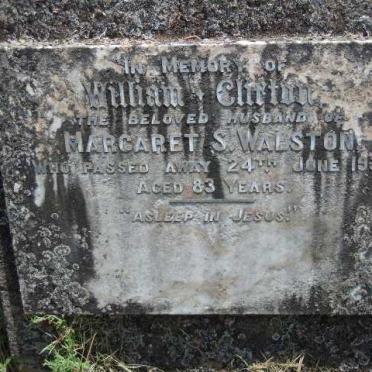 IN MEMORY OF
William Clifton
THE BELOVED HUSBAND OF
MARGARET S. WALSTON
WHO PASSED AWAY 24TH JUNE
AGED 83 YEARS.
"ASLEEP IN JESUS."